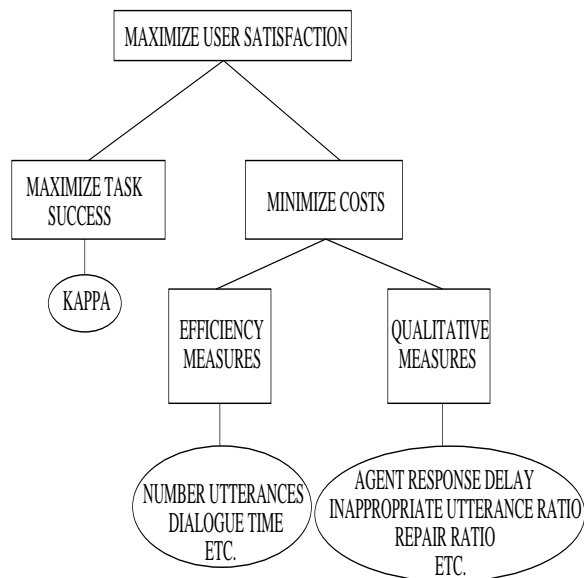 MAXIMIZE USER SATISFACTION
MAXIMIZE TASK
SUCCESS
MINIMIZE COSTS
KAPPA
EFFICIENCY
MEASURES
QUALITATIVE
MEASURES
NUMBER UTTERANCES
DIALOGUE TIME
ETC.
AGENT RESPONSE DELAY
INAPPROPRIATE UTTERANCE RATIO
REPAIR RATIO
ETC.